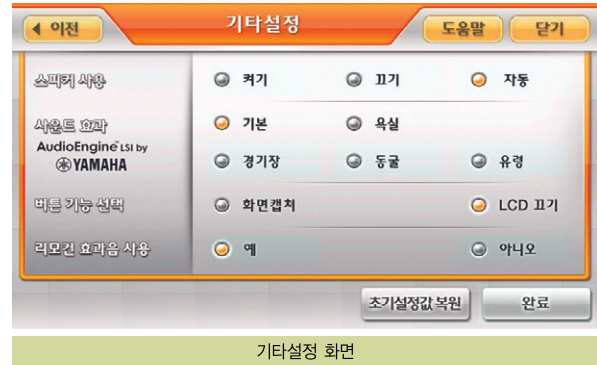 이전
기타설정
도움말
닫기
스피커 사용
켜기
끄기
자동
사운드 효과
기본
욕실
AudioEngine™ LSI by
YAMAHA
경기장
동굴
유령
버튼 기능 선택
화면캡쳐
LCD 끄기
리모컨 효과음 사용
예
아니오
초기설정값 복원
완료
기타설정 화면